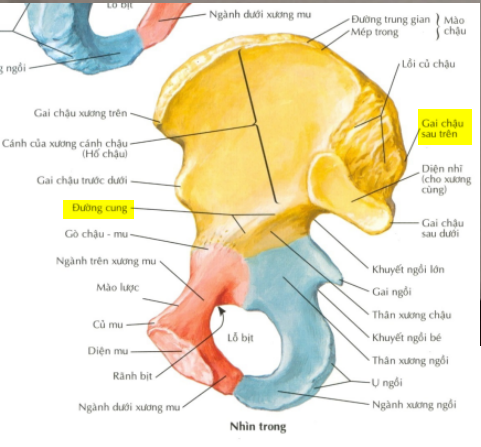 Lỗ bịt
Ngành dưới xương mu
ngồi
Đường trung gian
Mép trong
Mào
chậu
Lồi củ chậu
Gai chậu
sau trên
Gai chậu xương trên
Cánh của xương cánh chậu
(Hố chậu)
Diện nhĩ
(cho xương
cùng)
Gai chậu trước dưới
Đường cung
Gai chậu
sau dưới
Gò chậu - mu
Ngành trên xương mu
Khuyết ngồi lớn
Mào lược
Gai ngồi
Thân xương chậu
Củ mu
Lỗ bịt
Khuyết ngồi bé
Diện mu
Thân xương ngồi
Rãnh bịt
Ụ ngồi
Ngành dưới xương mu
Ngành xương ngồi
Nhìn trong